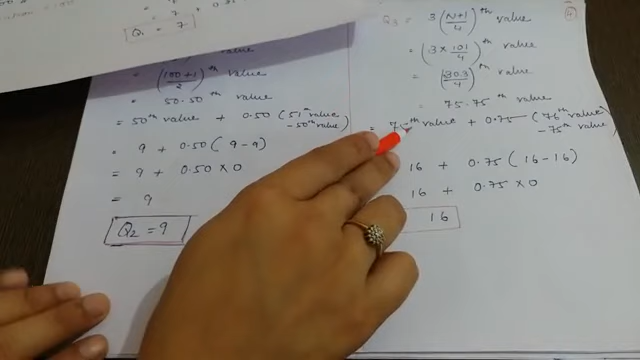 Q₁ = 7
= (100+1/2)ᵗʰ value
= 50.50ᵗʰ value
= 50ᵗʰ value + 0.50 (51ˢᵗ value - 50ᵗʰ value)
= 9 + 0.50 (9-9)
= 9 + 0.50 × 0
= 9
Q₂ = 9
4
Q₃ = 3(N+1/4)ᵗʰ value
= (3 × 101/4)ᵗʰ value
= (303/4)ᵗʰ value
= 75.75ᵗʰ value
= ᵗʰ value + 0.75 (76ᵗʰ value - 75ᵗʰ value)
16 + 0.75 (16-16)
16 + 0.75 × 0
16